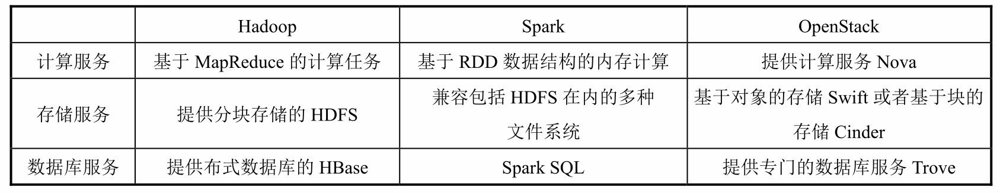 Hadoop Spark OpenStack
计算服务 基于 MapReduce 的计算任务 基于 RDD 数据结构的内存计算 提供计算服务 Nova
存储服务 提供分块存储的 HDFS 兼容包括 HDFS 在内的多种 基于对象的存储 Swift 或者基于块的
文件系统 存储 Cinder
数据库服务 提供布式数据库的 HBase Spark SQL 提供专门的数据库服务 Trove